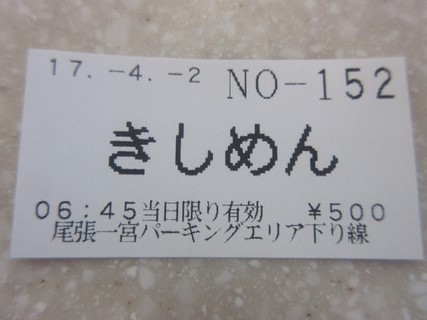 17.-4.-2 NO-152
きしめん
06:45当日限り有効 ¥500
尾張一宮パーキングエリア下り線